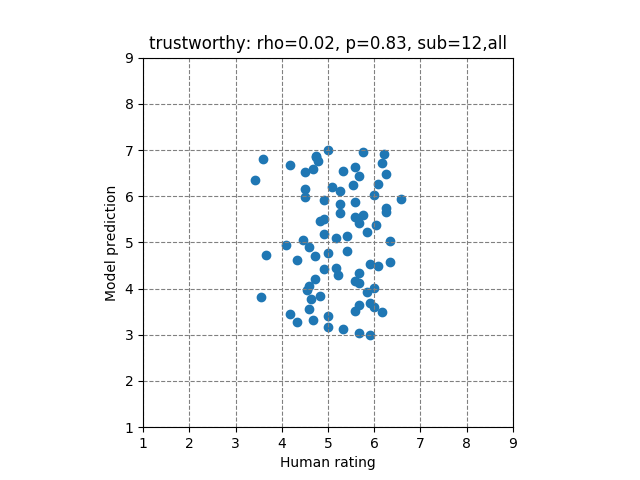 trustworthy: rho=0.02, p=0.83, sub=12,all
9
8
7
6
5
4
3
2
1
Model prediction
1 2 3 4 5 6 7 8 9
Human rating